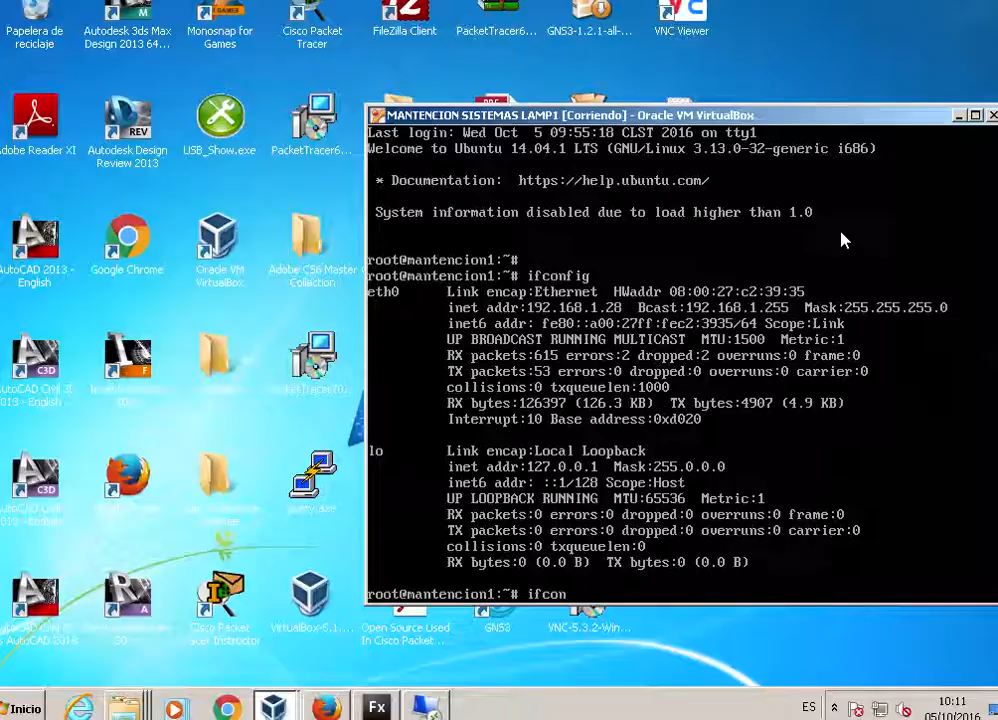 Papelera de reciclaje
Autodesk 3ds Max Design 2013 64...
Monosnap for Games
Cisco Packet Tracer
FileZilla Client
PacketTracer6...
GNS3-1.2.1-all-...
VNC Viewer
Adobe Reader XI
Autodesk Design Review 2013
USB_Show.exe
PacketTracer6...
MANTENCION SISTEMAS LAMP1 [Corriendo] - Oracle VM VirtualBox
Last login: Wed Oct  5 09:55:18 CLST 2016 on tty1
Welcome to Ubuntu 14.04.1 LTS (GNU/Linux 3.13.0-32-generic i686)
* Documentation:  https://help.ubuntu.com/
System information disabled due to load higher than 1.0
root@mantencion1:~#
root@mantencion1:~# ifconfig
eth0 Link encap:Ethernet  HWaddr 08:00:27:c2:39:35
inet addr:192.168.1.28  Bcast:192.168.1.255  Mask:255.255.255.0
inet6 addr: fe80::a00:27ff:fec2:3935/64 Scope:Link
UP BROADCAST RUNNING MULTICAST  MTU:1500  Metric:1
RX packets:615 errors:2 dropped:2 overruns:0 frame:0
TX packets:53 errors:0 dropped:0 overruns:0 carrier:0
collisions:0 txqueuelen:1000
RX bytes:126397 (126.3 KB)  TX bytes:4907 (4.9 KB)
Interrupt:10 Base address:0xd020
lo Link encap:Local Loopback
inet addr:127.0.0.1  Mask:255.0.0.0
inet6 addr: ::1/128 Scope:Host
UP LOOPBACK RUNNING  MTU:65536  Metric:1
RX packets:0 errors:0 dropped:0 overruns:0 frame:0
TX packets:0 errors:0 dropped:0 overruns:0 carrier:0
collisions:0 txqueuelen:0
RX bytes:0 (0.0 B)  TX bytes:0 (0.0 B)
root@mantencion1:~# ifcon
AutoCAD 2013 - English
Google Chrome
Oracle VM VirtualBox
Adobe CS6 Master Collection
AutoCAD Civil 3D 2013 - English
putty.exe
Cisco Packet Tracer Instructor
VirtualBox-5.1....
Open Source Used In Cisco Packet...
GNS3
VNC-5.3.2-Win...
Inicio
ES
10:11
05/10/2016